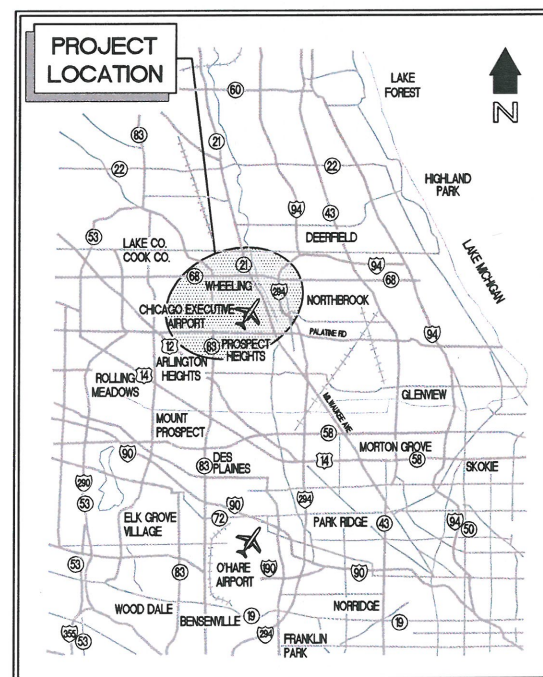 PROJECT
LOCATION
N
LAKE
FOREST
60
83
21
22
22
HIGHLAND
PARK
94
43
53
DEERFIELD
LAKE CO.
COOK CO.
LAKE MICHIGAN
21
94
68
68
WHEELING
294
NORTHBROOK
CHICAGO EXECUTIVE
AIRPORT
PALATINE RD
94
12
83
PROSPECT
HEIGHTS
ARLINGTON
HEIGHTS
14
ROLLING
MEADOWS
MILWAUKEE AVE
GLENVIEW
MOUNT
PROSPECT
58
MORTON GROVE
90
DES
PLAINES
83
14
58
SKOKIE
290
53
90
294
72
ELK GROVE
VILLAGE
PARK RIDGE
43
94
50
53
83
O'HARE
AIRPORT
190
90
WOOD DALE
BENSENVILLE
19
NORRIDGE
19
355
53
294
FRANKLIN
PARK